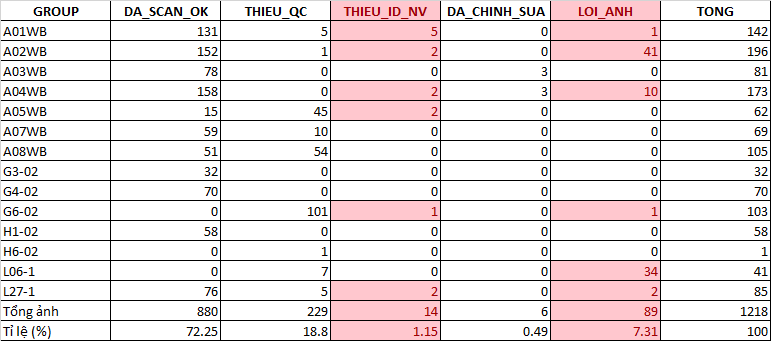 GROUP DA_SCAN_OK THIEU_QC THIEU_ID_NV DA_CHINH_SUA LOI_ANH TONG
A01WB 131 5 5 0 1 142
A02WB 152 1 2 0 41 196
A03WB 78 0 0 3 0 81
A04WB 158 0 2 3 10 173
A05WB 15 45 2 0 0 62
A07WB 59 10 0 0 0 69
A08WB 51 54 0 0 0 105
G3-02 32 0 0 0 0 32
G4-02 70 0 0 0 0 70
G6-02 0 101 1 0 1 103
H1-02 58 0 0 0 0 58
H6-02 0 1 0 0 0 1
L06-1 0 7 0 0 34 41
L27-1 76 5 2 0 2 85
Tổng ảnh 880 229 14 6 89 1218
Tỉ lệ (%) 72.25 18.8 1.15 0.49 7.31 100